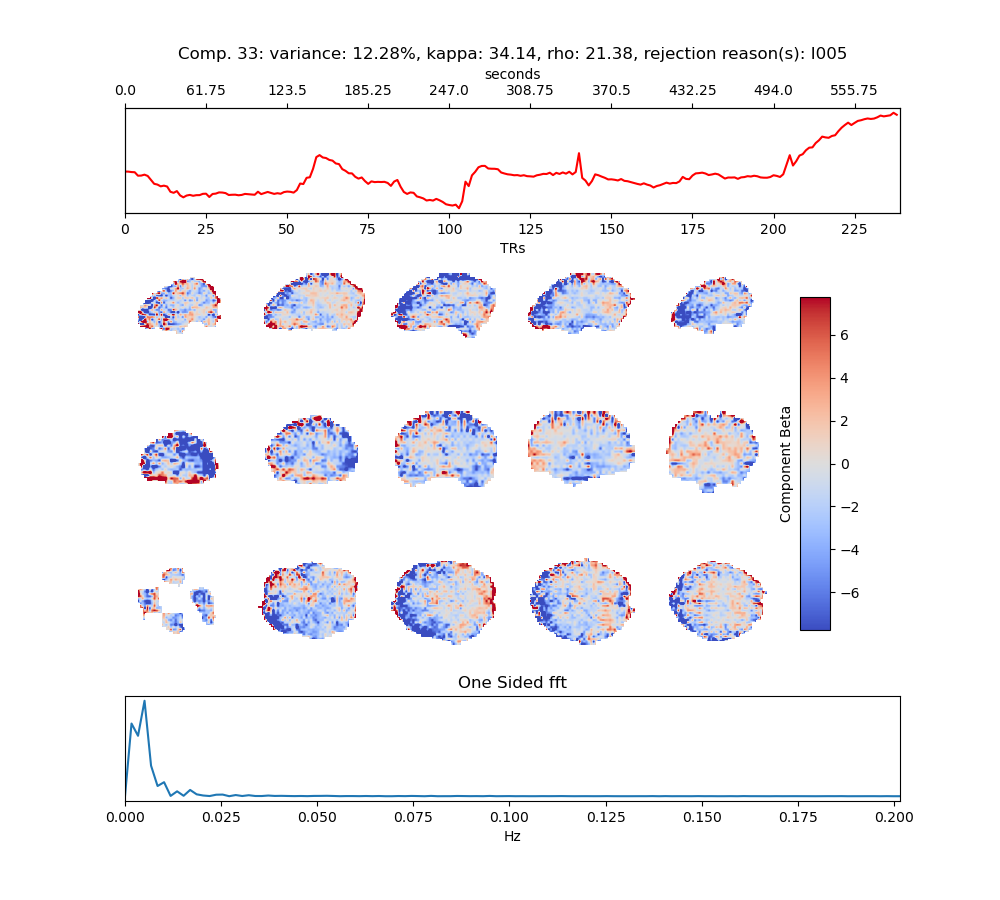 Comp. 33: variance: 12.28%, kappa: 34.14, rho: 21.38, rejection reason(s): I005
seconds
0.0 61.75 123.5 185.25 247.0 308.75 370.5 432.25 494.0 555.75
0 25 50 75 100 125 150 175 200 225
TRs
6
4
2
0
−2
−4
−6
Component Beta
One Sided fft
0.000 0.025 0.050 0.075 0.100 0.125 0.150 0.175 0.200
Hz